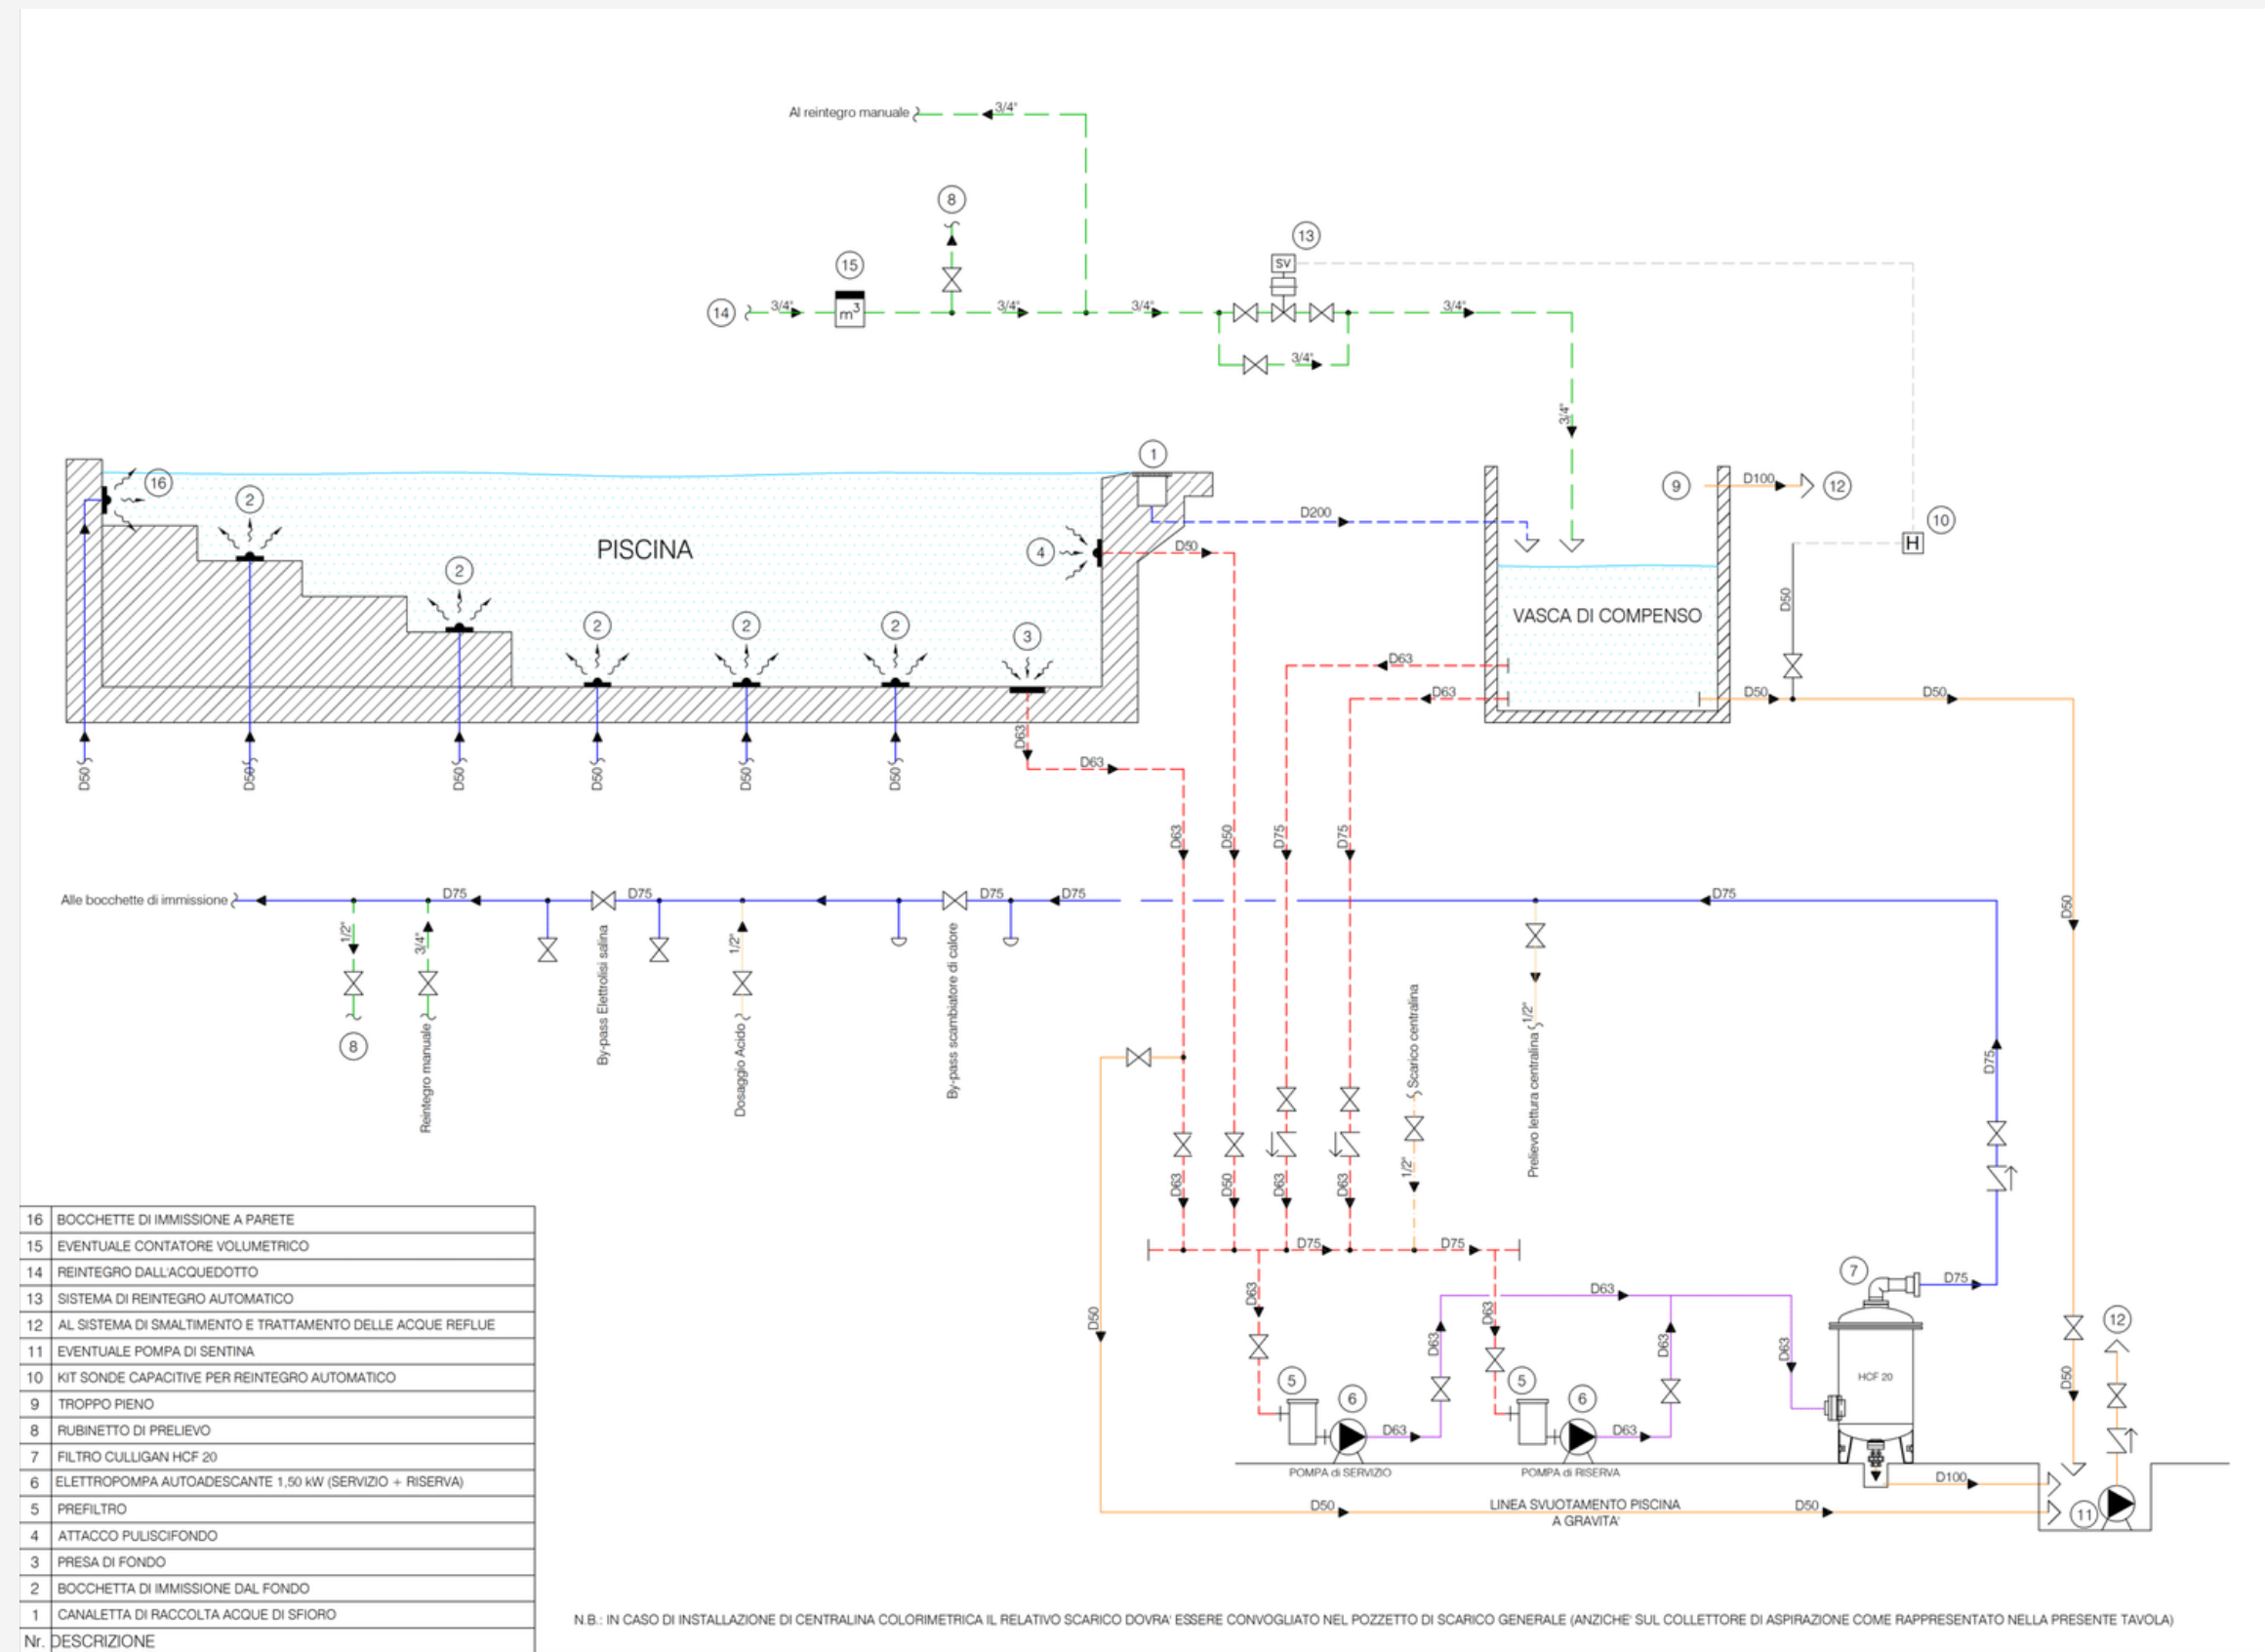 Al reintegro manuale
3/4"
8
13
15
SV
14
3/4"
m³
3/4"
3/4"
3/4"
3/4"
3/4"
1
16
2
9
D100
12
D200
10
PISCINA
4
D50
H
2
D50
VASCA DI COMPENSO
2
2
2
3
D63
D63
D50
D50
D63
D63
D50
D50
D50
D50
D50
D50
D63
D50
D75
D75
Alle bocchette di immissione
D75
D75
D75
D75
D75
D50
1/2"
3/4"
1/2"
By-pass Elettrolisi salina
By-pass scambiatore di calore
8
Reintegro manuale
Dosaggio Acido
Scarico centralina
1/2"
Prelievo lettura centralina
D75
1/2"
D63
D50
D63
D63
D75
D75
7
D75
D63
D63
D63
D50
D63
D63
D63
12
HCF 20
D50
5
6
5
6
D63
D63
POMPA di SERVIZIO
POMPA di RISERVA
D100
D50
LINEA SVUOTAMENTO PISCINA
A GRAVITA'
D50
11
16 BOCCHETTE DI IMMISSIONE A PARETE
15 EVENTUALE CONTATORE VOLUMETRICO
14 REINTEGRO DALL'ACQUEDOTTO
13 SISTEMA DI REINTEGRO AUTOMATICO
12 AL SISTEMA DI SMALTIMENTO E TRATTAMENTO DELLE ACQUE REFLUE
11 EVENTUALE POMPA DI SENTINA
10 KIT SONDE CAPACITIVE PER REINTEGRO AUTOMATICO
9 TROPPO PIENO
8 RUBINETTO DI PRELIEVO
7 FILTRO CULLIGAN HCF 20
6 ELETTROPOMPA AUTOADESCANTE 1,50 kW (SERVIZIO + RISERVA)
5 PREFILTRO
4 ATTACCO PULISCIFONDO
3 PRESA DI FONDO
2 BOCCHETTA DI IMMISSIONE DAL FONDO
1 CANALETTA DI RACCOLTA ACQUE DI SFIORO
Nr. DESCRIZIONE
N.B.: IN CASO DI INSTALLAZIONE DI CENTRALINA COLORIMETRICA IL RELATIVO SCARICO DOVRA' ESSERE CONVOGLIATO NEL POZZETTO DI SCARICO GENERALE (ANZICHE' SUL COLLETTORE DI ASPIRAZIONE COME RAPPRESENTATO NELLA PRESENTE TAVOLA)